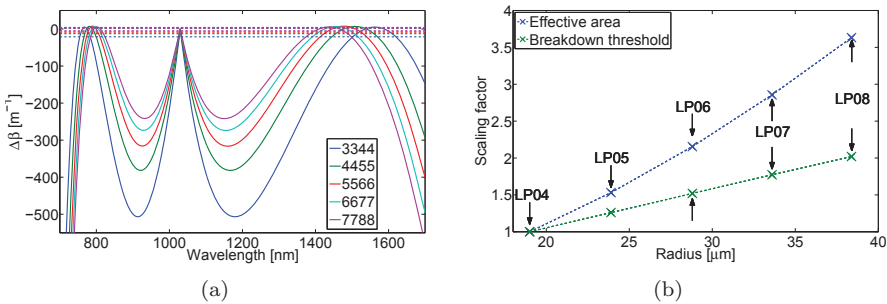 0
−100
−200
−300
−400
−500
Δβ [m⁻¹]
800
1000
1200
1400
1600
Wavelength [nm]
3344
4455
5566
6677
7788
(a)
4
3.5
3
2.5
2
1.5
1
Scaling factor
Effective area
Breakdown threshold
LP04
LP05
LP06
LP07
LP08
20
25
30
35
40
Radius [μm]
(b)